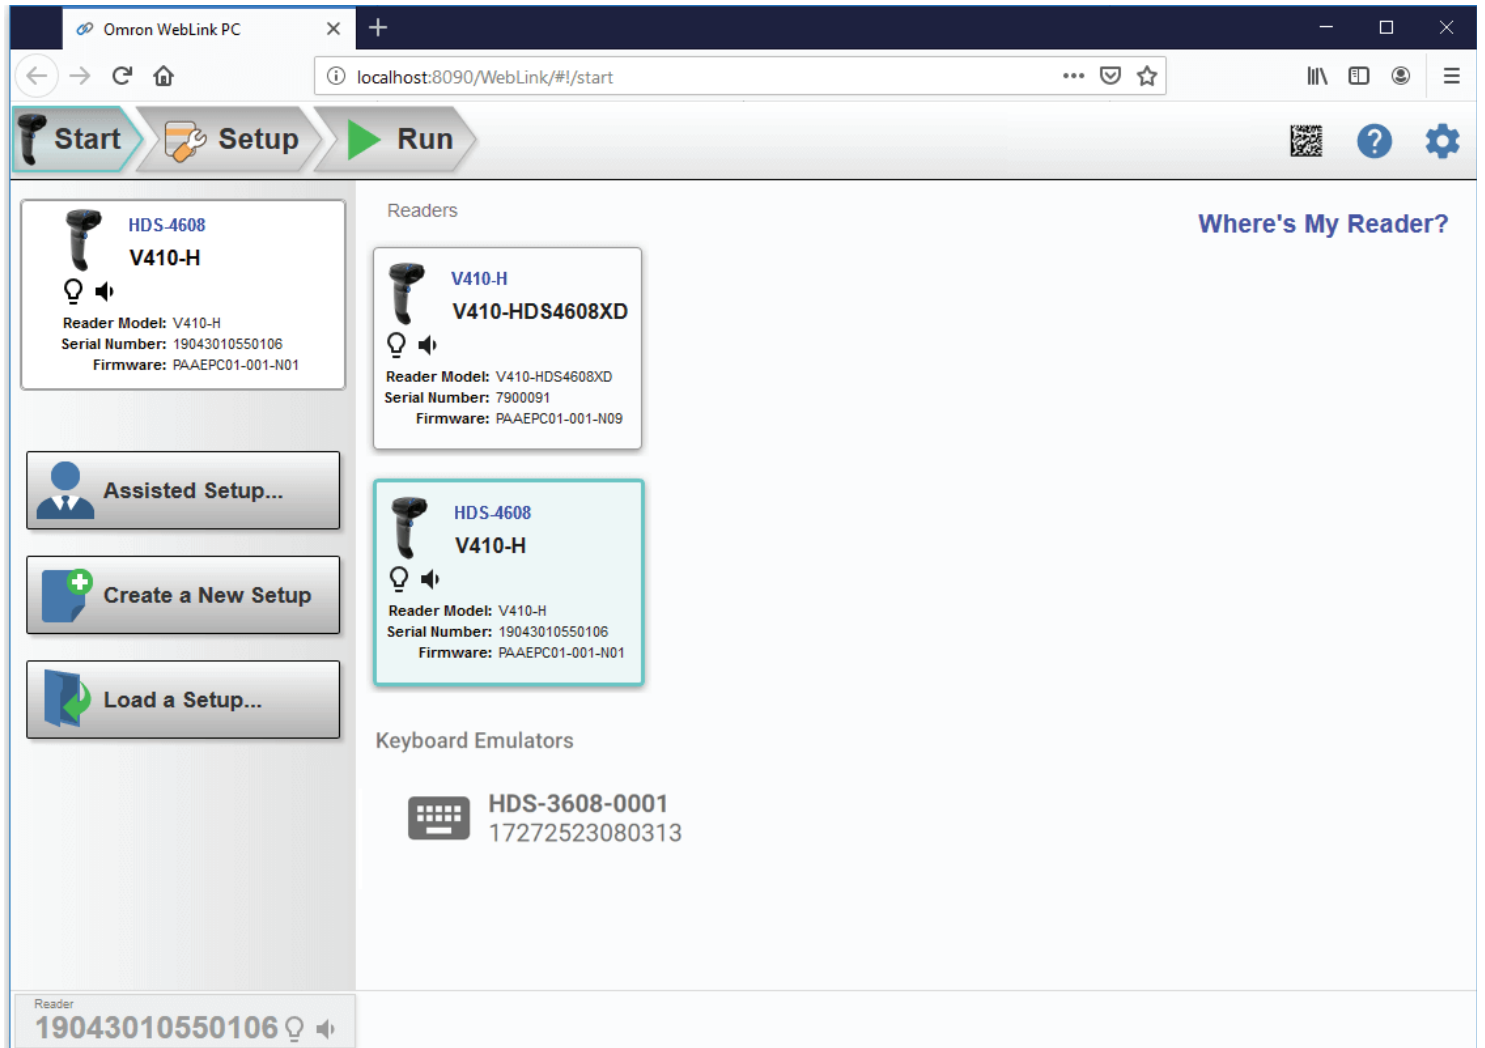 Omron WebLink PC
localhost:8090/WebLink/#!/start
Start
Setup
Run
HDS-4608
V410-H
Reader Model: V410-H
Serial Number: 19043010550106
Firmware: PAAEPC01-001-N01
Assisted Setup...
Create a New Setup
Load a Setup...
Readers
Where's My Reader?
V410-H
V410-HDS4608XD
Reader Model: V410-HDS4608XD
Serial Number: 7900091
Firmware: PAAEPC01-001-N09
HDS-4608
V410-H
Reader Model: V410-H
Serial Number: 19043010550106
Firmware: PAAEPC01-001-N01
Keyboard Emulators
HDS-3608-0001
17272523080313
Reader
19043010550106